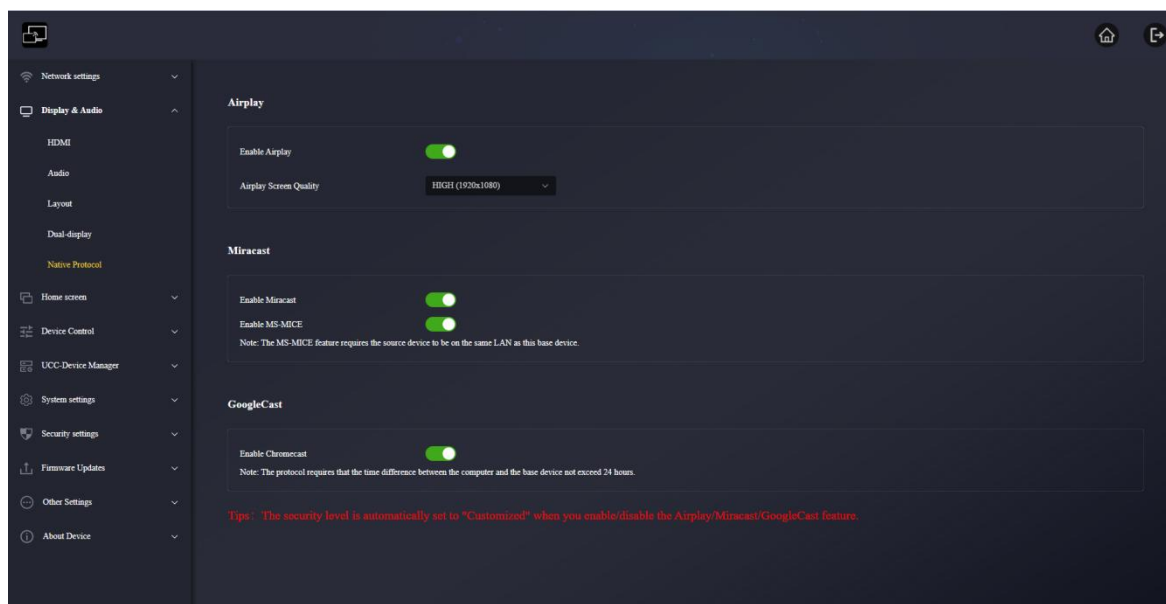 Network settings
Display & Audio
HDMI
Audio
Layout
Dual-display
Native Protocol
Home screen
Device Control
UCC-Device Manager
System settings
Security settings
Firmware Updates
Other Settings
About Device
Airplay
Enable Airplay
Airplay Screen Quality
HIGH (1920x1080)
Miracast
Enable Miracast
Enable MS-MICE
Note: The MS-MICE feature requires the source device to be on the same LAN as this base device.
GoogleCast
Enable Chromecast
Note: The protocol requires that the time difference between the computer and the base device not exceed 24 hours.
Tips: The security level is automatically set to "Customized" when you enable/disable the Airplay/Miracast/GoogleCast feature.